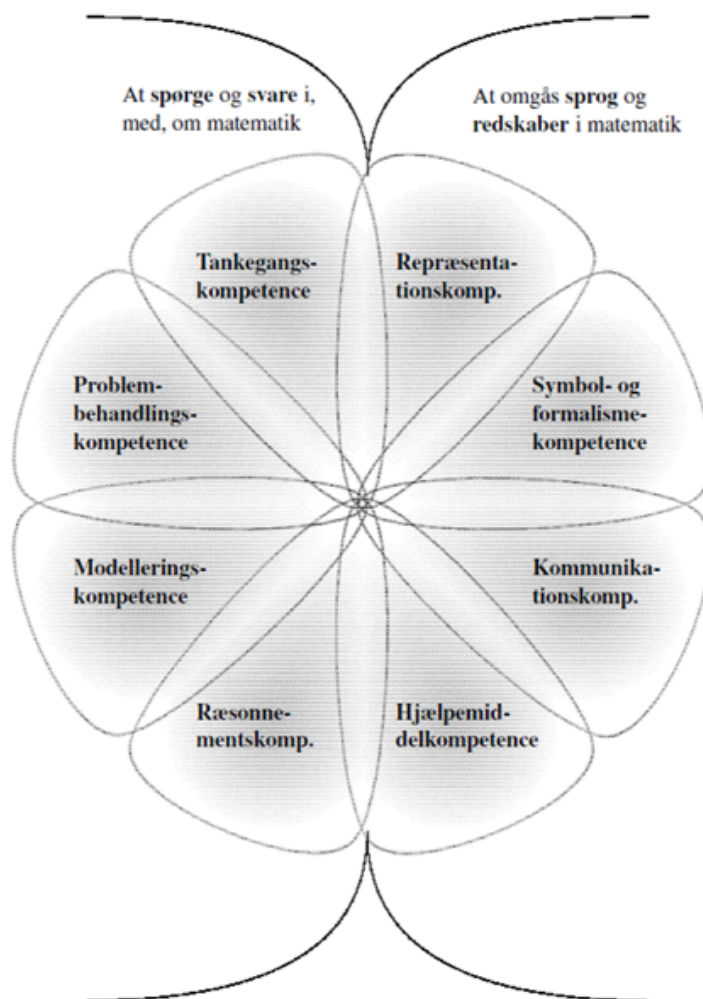 At spørge og svare i,
med, om matematik
At omgås sprog og
redskaber i matematik
Tankegangs-
kompetence
Repræsenta-
tionskomp.
Problem-
behandlings-
kompetence
Symbol- og
formalisme-
kompetence
Modellerings-
kompetence
Kommunika-
tionskomp.
Ræsonne-
mentskomp.
Hjælpemid-
delkompetence